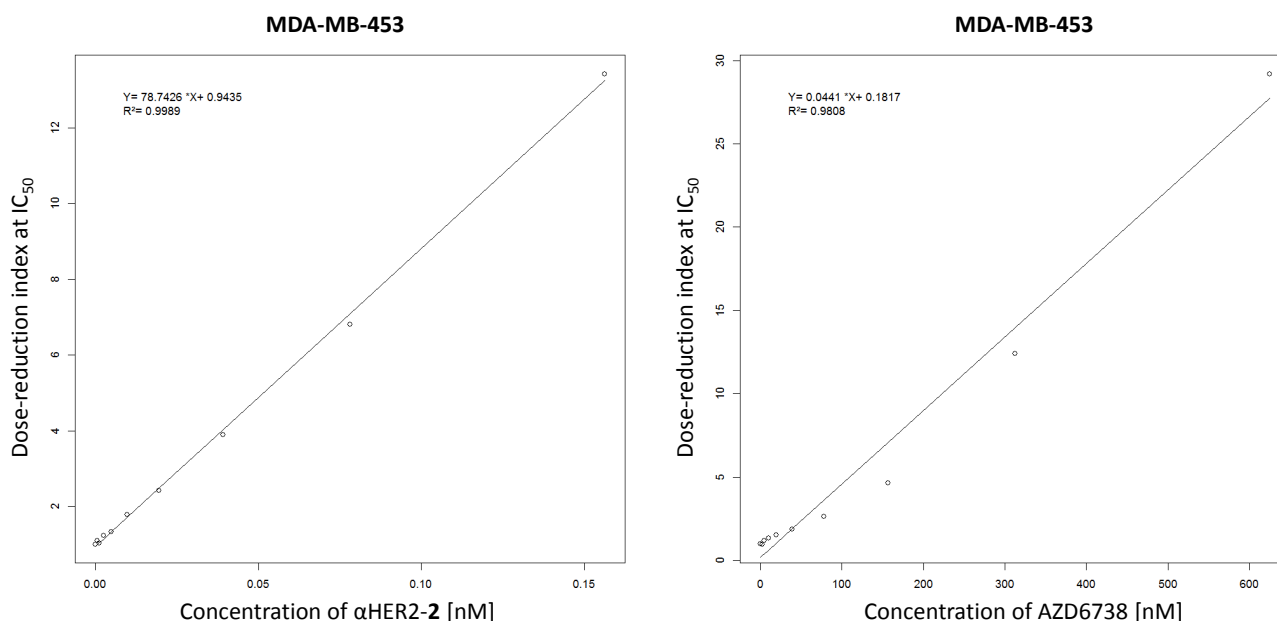 MDA-MB-453
Y= 78.7426 *X+ 0.9435
R²= 0.9989
Dose-reduction index at IC₅₀
12
10
8
6
4
2
0.00
0.05
0.10
0.15
Concentration of αHER2-2 [nM]
MDA-MB-453
Y= 0.0441 *X+ 0.1817
R²= 0.9808
Dose-reduction index at IC₅₀
30
25
20
15
10
5
0
0
100
200
300
400
500
600
Concentration of AZD6738 [nM]